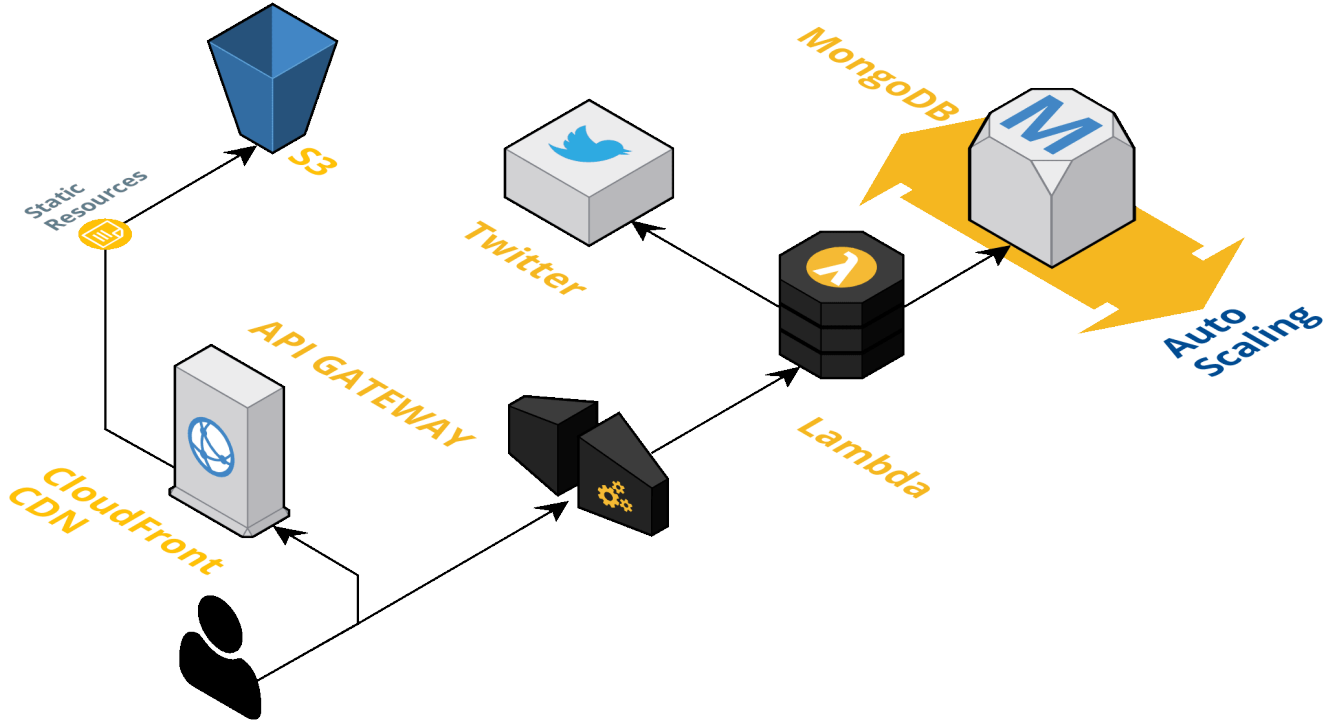 MongoDB
S3
Static
Resources
Twitter
Auto
Scaling
API GATEWAY
Lambda
CloudFront
CDN
M
λ